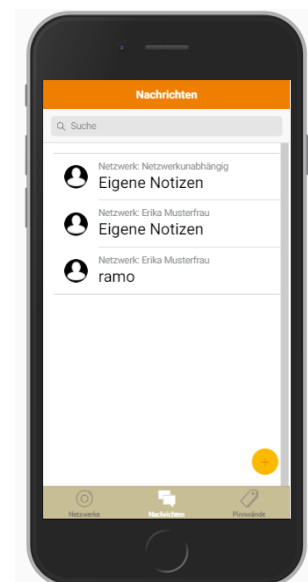 Nachrichten
Suche
Netzwerk: Netzwerkunabhängig
Eigene Notizen
Netzwerk: Erika Musterfrau
Eigene Notizen
Netzwerk: Erika Musterfrau
ramo
Netzwerke Nachrichten Pinnwände